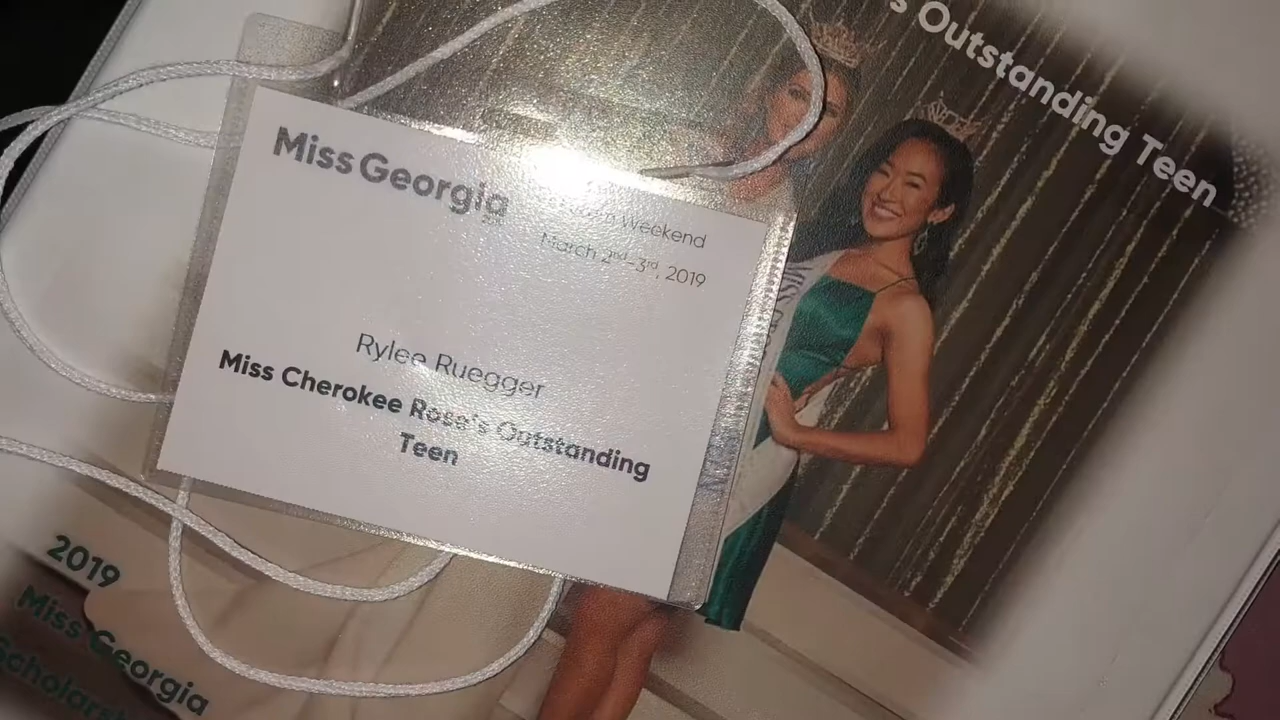 s Outstanding Teen
Miss Georgia
Weekend
March 2nd-3rd, 2019
Rylee Ruegger
Miss Cherokee Rose's Outstanding
Teen
2019
Miss Georgia